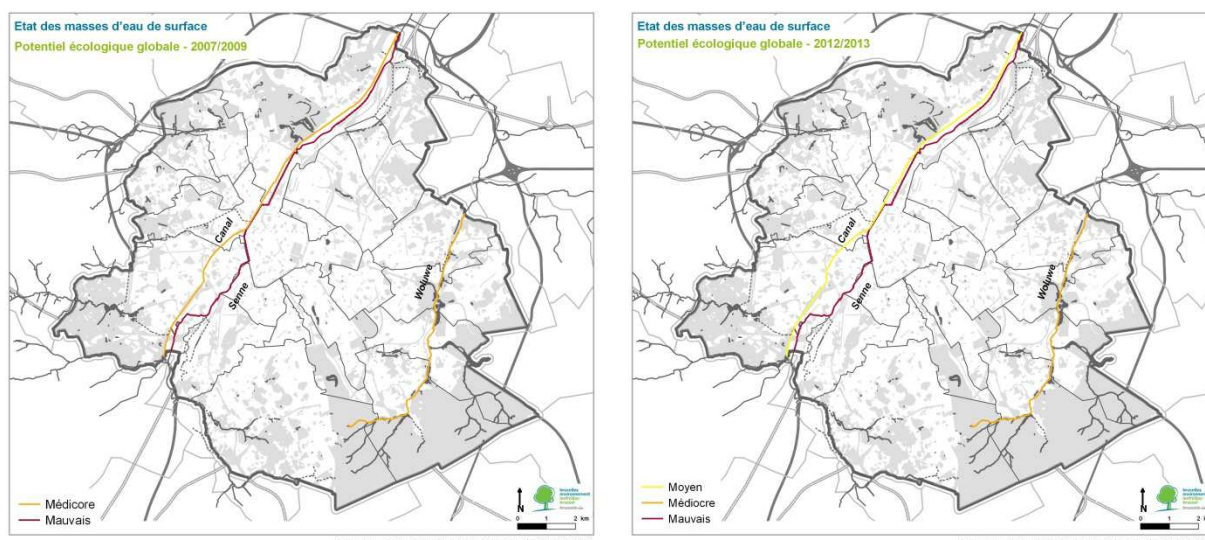 Etat des masses d'eau de surface
Potentiel écologique globale - 2007/2009
Canal
Senne
Woluwe
Médicore
Mauvais
N
0 1 2 km
Etat des masses d'eau de surface
Potentiel écologique globale - 2012/2013
Canal
Senne
Woluwe
Moyen
Médiocre
Mauvais
N
0 1 2